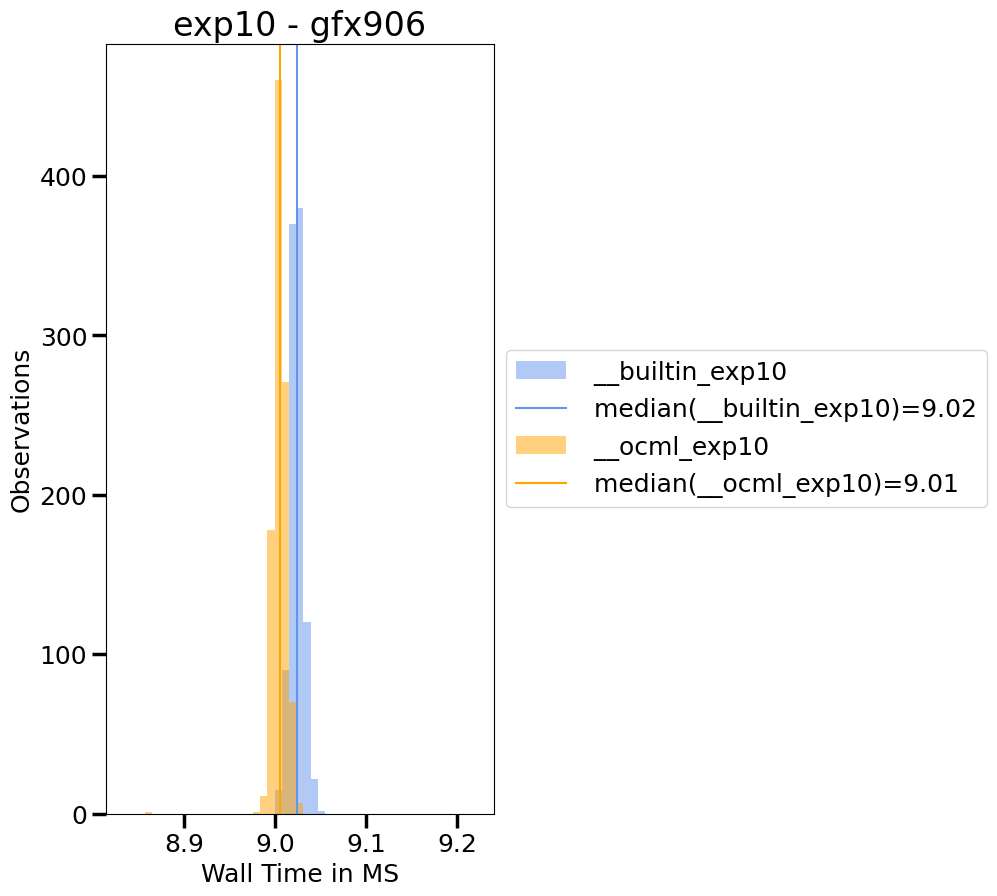 exp10 - gfx906
400
300
200
100
0
Observations
8.9 9.0 9.1 9.2
Wall Time in MS
__builtin_exp10
median(__builtin_exp10)=9.02
__ocml_exp10
median(__ocml_exp10)=9.01